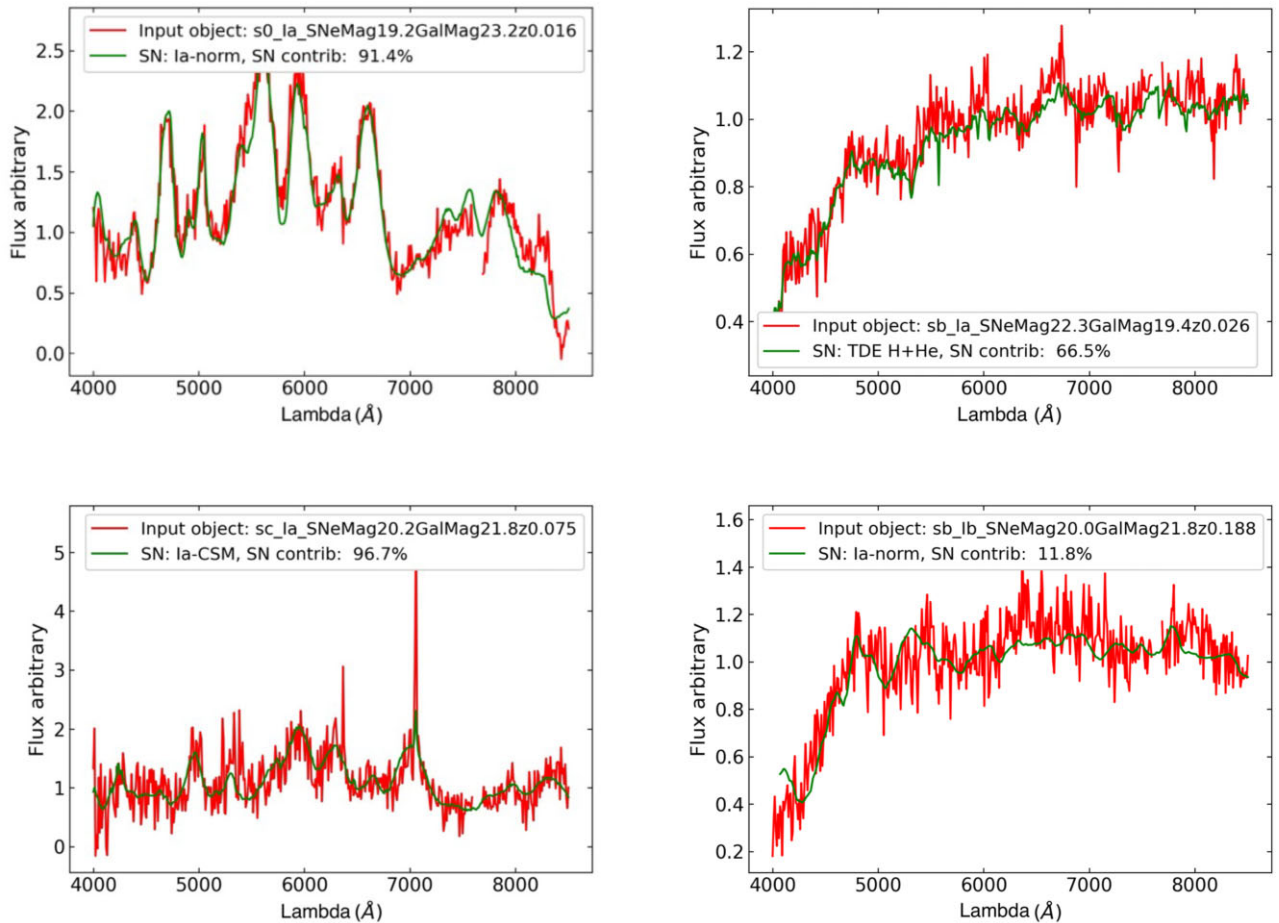 Input object: s0_Ia_SNeMag19.2GalMag23.2z0.016
SN: Ia-norm, SN contrib: 91.4%
Flux arbitrary
2.5
2.0
1.5
1.0
0.5
0.0
4000 5000 6000 7000 8000
Lambda (Å)
1.2
1.0
0.8
0.6
0.4
Flux arbitrary
Input object: sb_Ia_SNeMag22.3GalMag19.4z0.026
SN: TDE H+He, SN contrib: 66.5%
4000 5000 6000 7000 8000
Lambda (Å)
Input object: sc_Ia_SNeMag20.2GalMag21.8z0.075
SN: Ia-CSM, SN contrib: 96.7%
Flux arbitrary
5
4
3
2
1
0
4000 5000 6000 7000 8000
Lambda (Å)
Input object: sb_Ib_SNeMag20.0GalMag21.8z0.188
SN: Ia-norm, SN contrib: 11.8%
Flux arbitrary
1.6
1.4
1.2
1.0
0.8
0.6
0.4
0.2
4000 5000 6000 7000 8000
Lambda (Å)